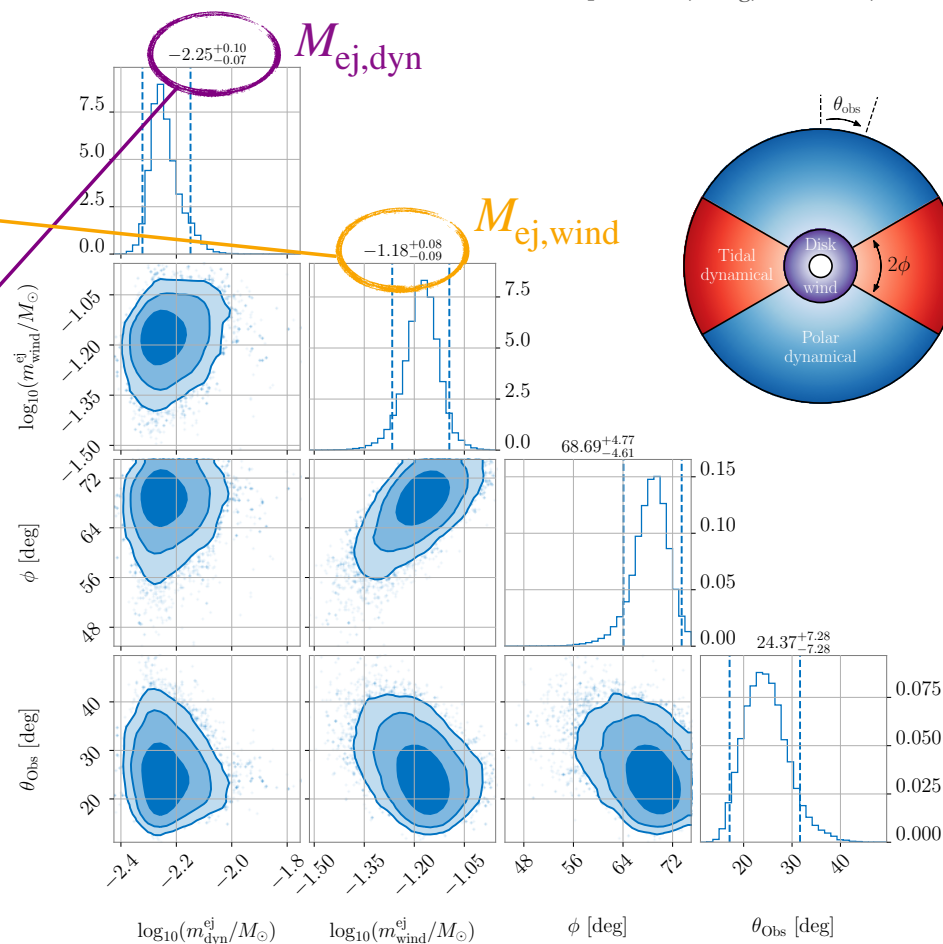 −2.25 +0.10 −0.07
M ej,dyn
7.5
5.0
2.5
0.0
θobs
Tidal
dynamical
Disk
wind
2ϕ
Polar
dynamical
−1.18 +0.08 −0.09
M ej,wind
7.5
5.0
2.5
0.0
log₁₀(m^ej_wind/M⊙)
−1.05
−1.20
−1.35
−1.50
68.69 +4.77 −4.61
0.15
0.10
0.05
0.00
ϕ [deg]
72
64
56
48
24.37 +7.28 −7.28
0.075
0.050
0.025
0.000
θObs [deg]
40
30
20
−2.4 −2.2 −2.0 −1.8
−1.50 −1.35 −1.20 −1.05
48 56 64 72
20 30 40
log₁₀(m^ej_dyn/M⊙) log₁₀(m^ej_wind/M⊙) ϕ [deg] θObs [deg]